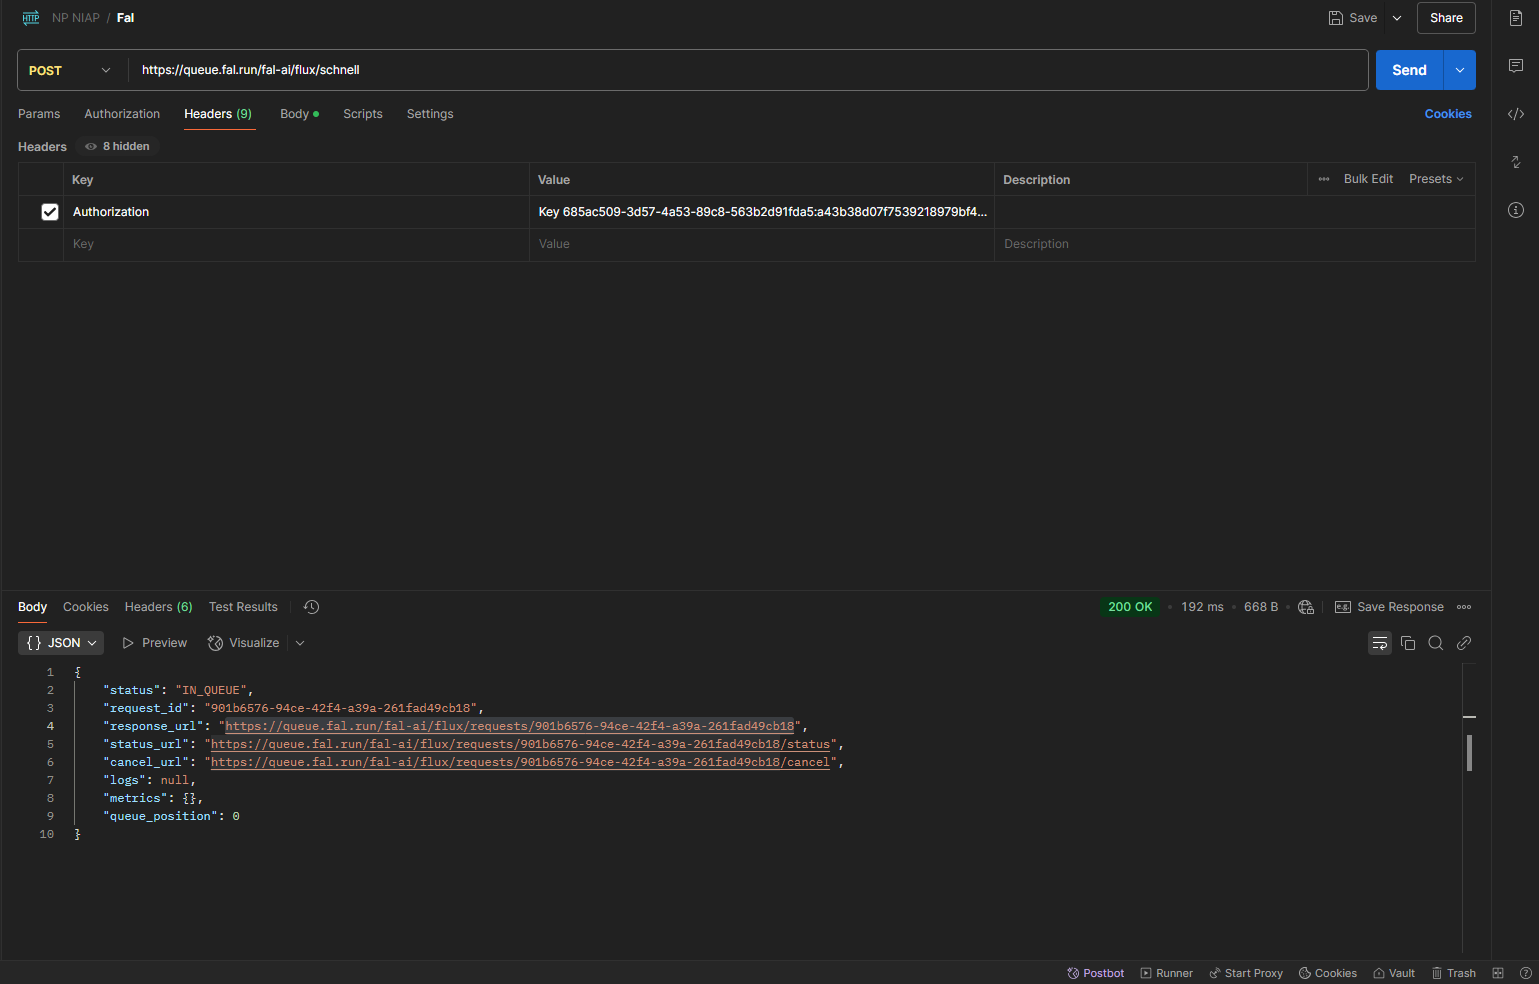 HTTP NP NIAP / Fal Save Share
POST https://queue.fal.run/fal-ai/flux/schnell Send
Params Authorization Headers (9) Body Scripts Settings Cookies
Headers 8 hidden
Key Value Description Bulk Edit Presets
Authorization Key 685ac509-3d57-4a53-89c8-563b2d91fda5:a43b38d07f7539218979bf4...
Key Value Description
Body Cookies Headers (6) Test Results 200 OK 192 ms 668 B e.g. Save Response
{} JSON Preview Visualize
1 {
2 "status": "IN_QUEUE",
3 "request_id": "901b6576-94ce-42f4-a39a-261fad49cb18",
4 "response_url": "https://queue.fal.run/fal-ai/flux/requests/901b6576-94ce-42f4-a39a-261fad49cb18",
5 "status_url": "https://queue.fal.run/fal-ai/flux/requests/901b6576-94ce-42f4-a39a-261fad49cb18/status",
6 "cancel_url": "https://queue.fal.run/fal-ai/flux/requests/901b6576-94ce-42f4-a39a-261fad49cb18/cancel",
7 "logs": null,
8 "metrics": {},
9 "queue_position": 0
10 }
Postbot Runner Start Proxy Cookies Vault Trash